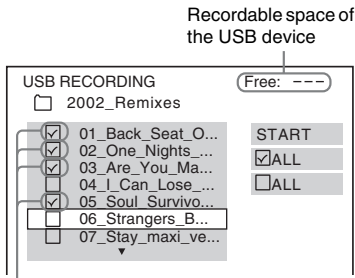 Recordable space of
the USB device
USB RECORDING
Free: ---
2002_Remixes
01_Back_Seat_O...
02_One_Nights_...
03_Are_You_Ma...
04_I_Can_Lose_...
05_Soul_Survivo...
06_Strangers_B...
07_Stay_maxi_ve...
START
ALL
ALL